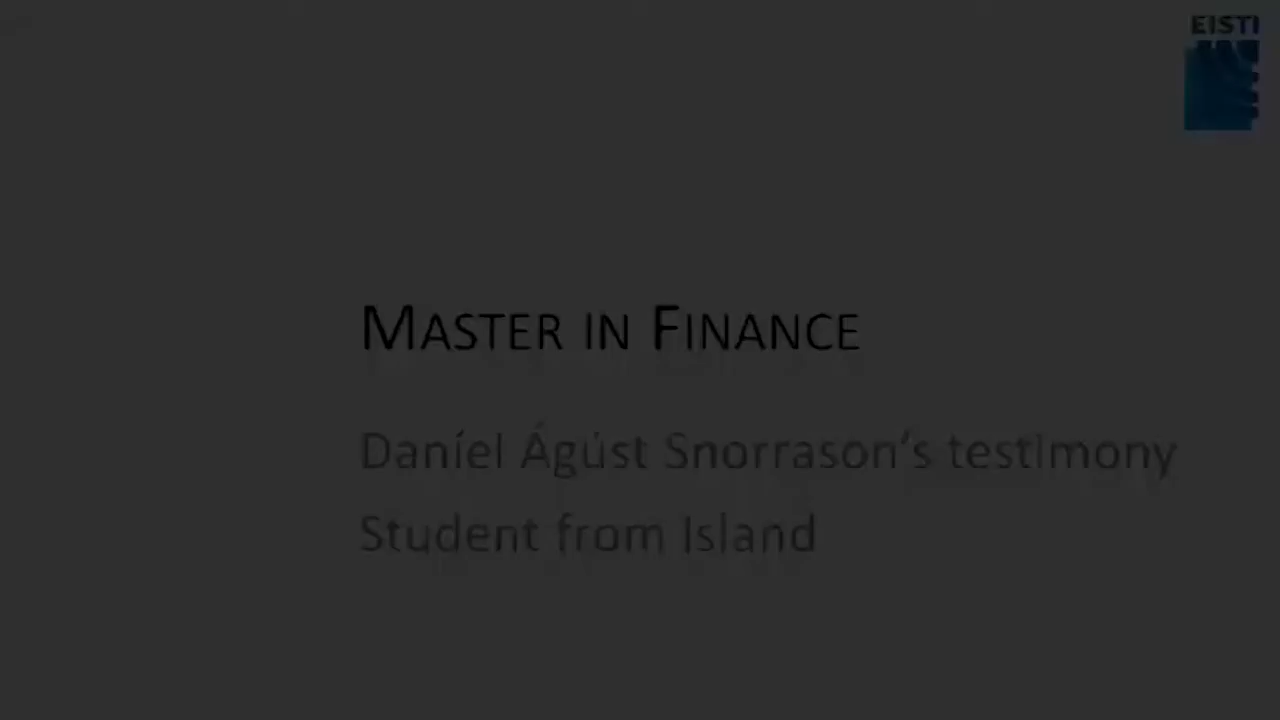 EISTI
MASTER IN FINANCE
Daníel Ágúst Snorrason's testimony
Student from Island